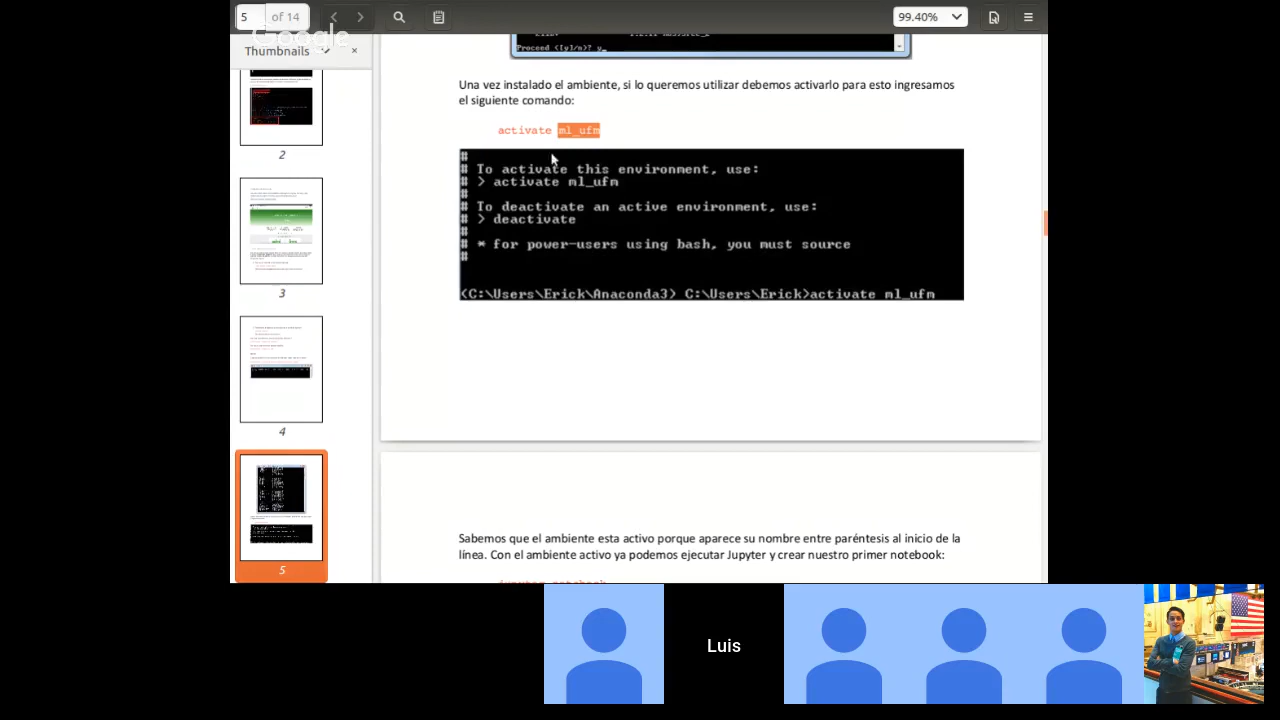 5 of 14
99.40%
Google
Thumbnails
2
3
4
5
Proceed ([y]/n)? y
Una vez instalado el ambiente, si lo queremos utilizar debemos activarlo para esto ingresamos
el siguiente comando:
activate ml_ufm
#
# To activate this environment, use:
# > activate ml_ufm
#
# To deactivate an active environment, use:
# > deactivate
#
# * for power-users using bash, you must source
#
(C:\Users\Erick\Anaconda3) C:\Users\Erick>activate ml_ufm
Sabemos que el ambiente esta activo porque aparece su nombre entre paréntesis al inicio de la
línea. Con el ambiente activo ya podemos ejecutar Jupyter y crear nuestro primer notebook:
jupyter notebook
Luis